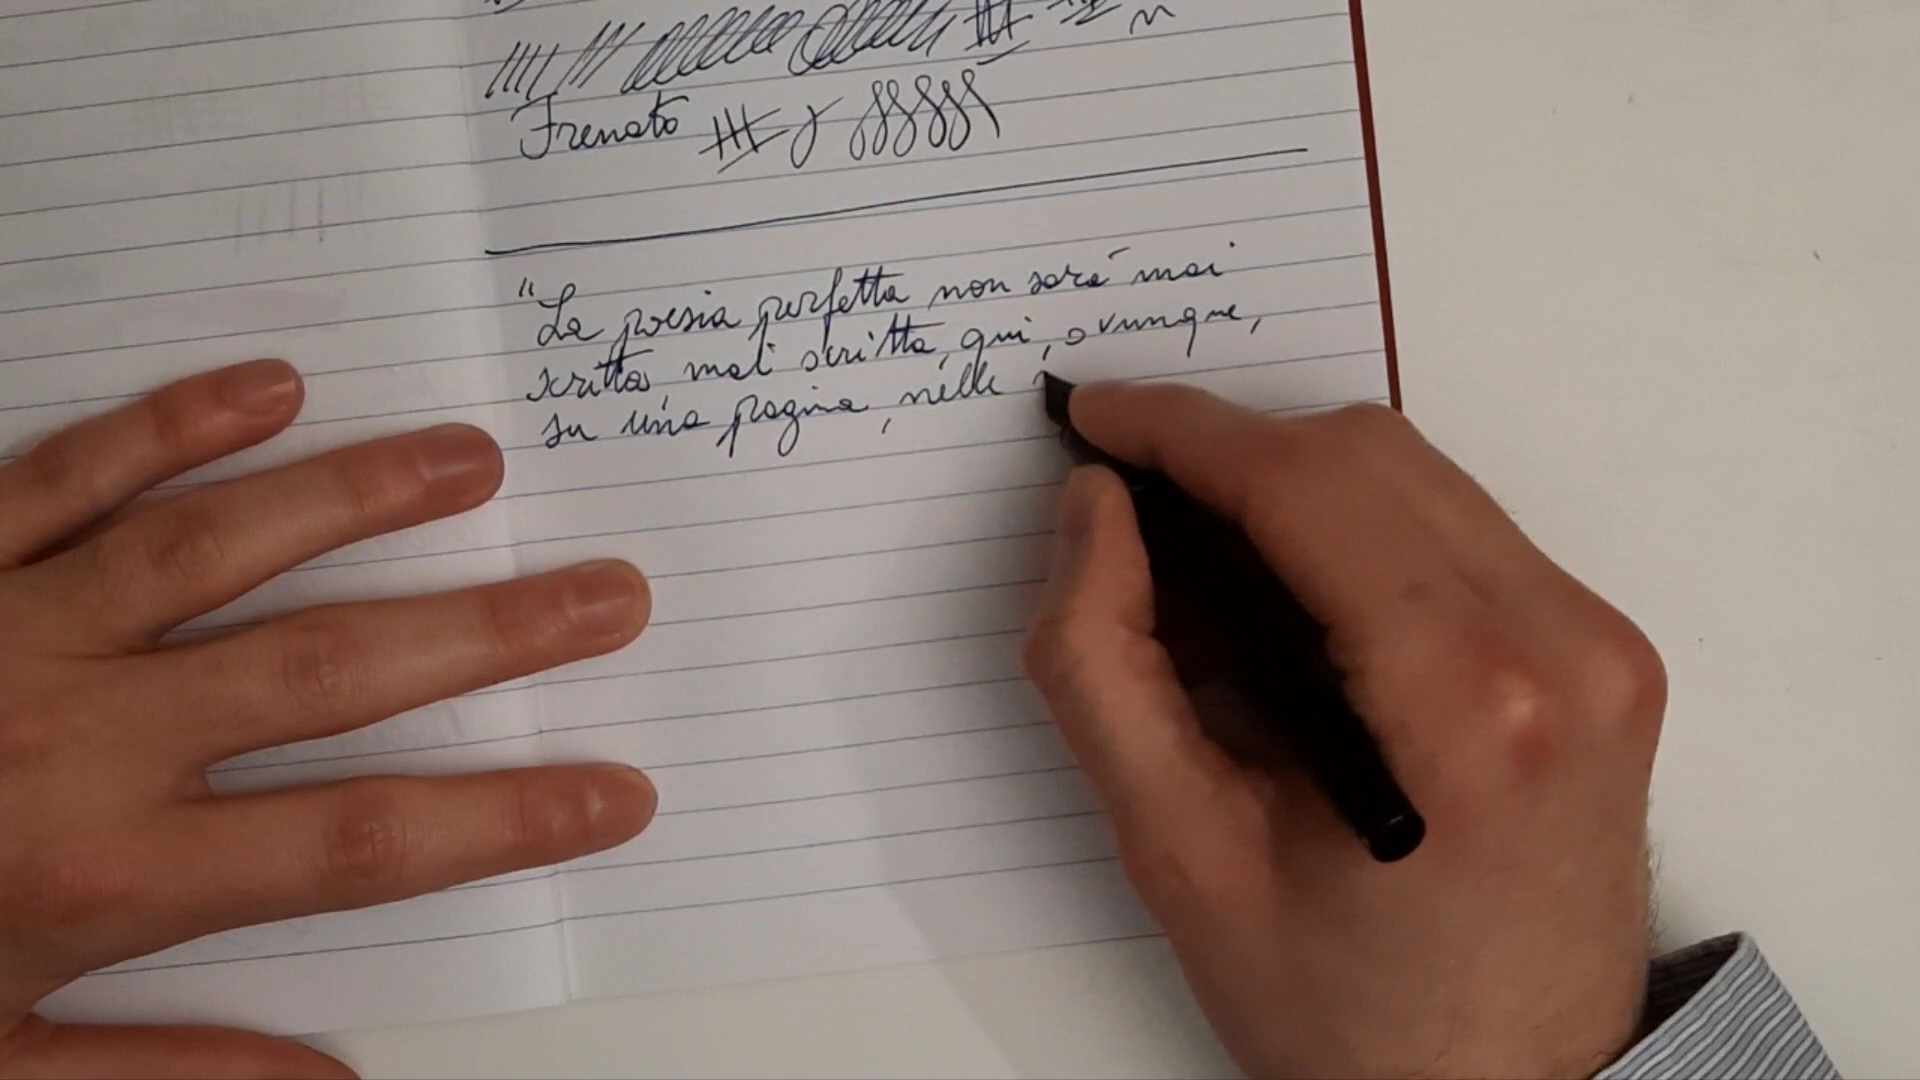 Frenato
"La poesia perfetta non sarà mai
scritta, mai scritta, qui, ovunque,
su una pagina, nelle